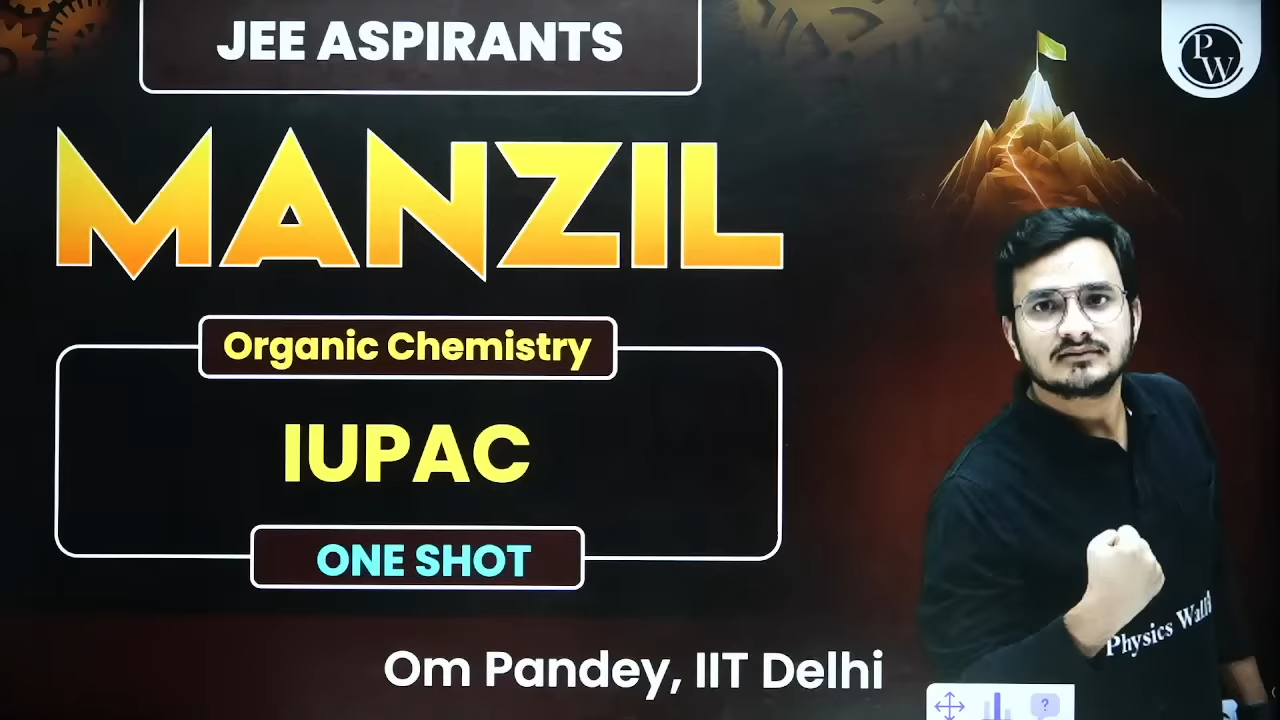 JEE ASPIRANTS
PW
MANZIL
Organic Chemistry
IUPAC
ONE SHOT
Om Pandey, IIT Delhi
Physics Wallah
?